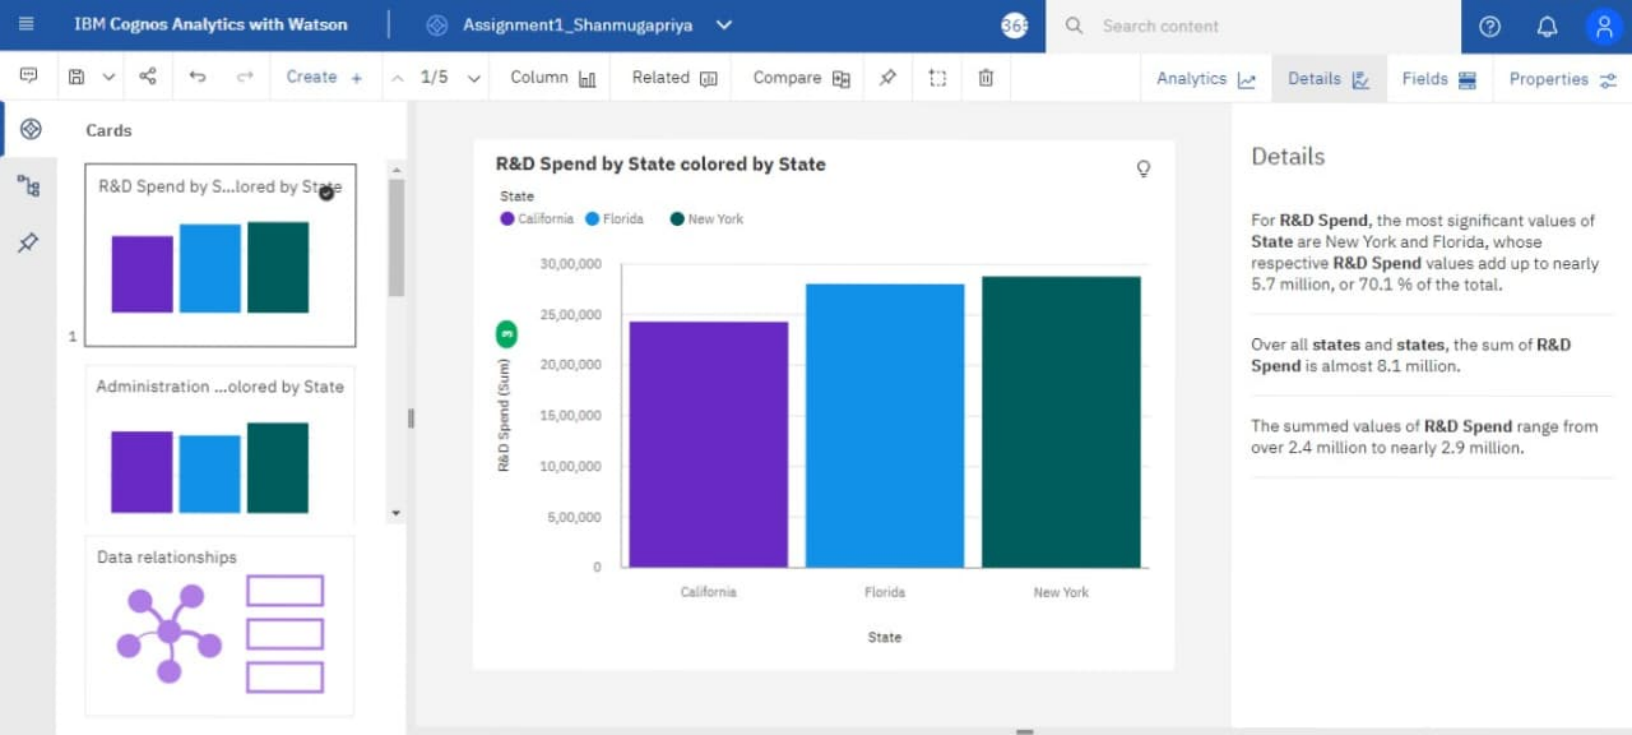 IBM Cognos Analytics with Watson
Assignment1_Shanmugapriya
365
Search content
Create +
1/5
Column
Related
Compare
Analytics
Details
Fields
Properties
Cards
R&D Spend by S...lored by State
1
Administration ...olored by State
Data relationships
R&D Spend by State colored by State
State
California
Florida
New York
30,00,000
25,00,000
20,00,000
15,00,000
10,00,000
5,00,000
0
R&D Spend (Sum)
California
Florida
New York
State
Details
For R&D Spend, the most significant values of
State are New York and Florida, whose
respective R&D Spend values add up to nearly
5.7 million, or 70.1 % of the total.
Over all states and states, the sum of R&D
Spend is almost 8.1 million.
The summed values of R&D Spend range from
over 2.4 million to nearly 2.9 million.